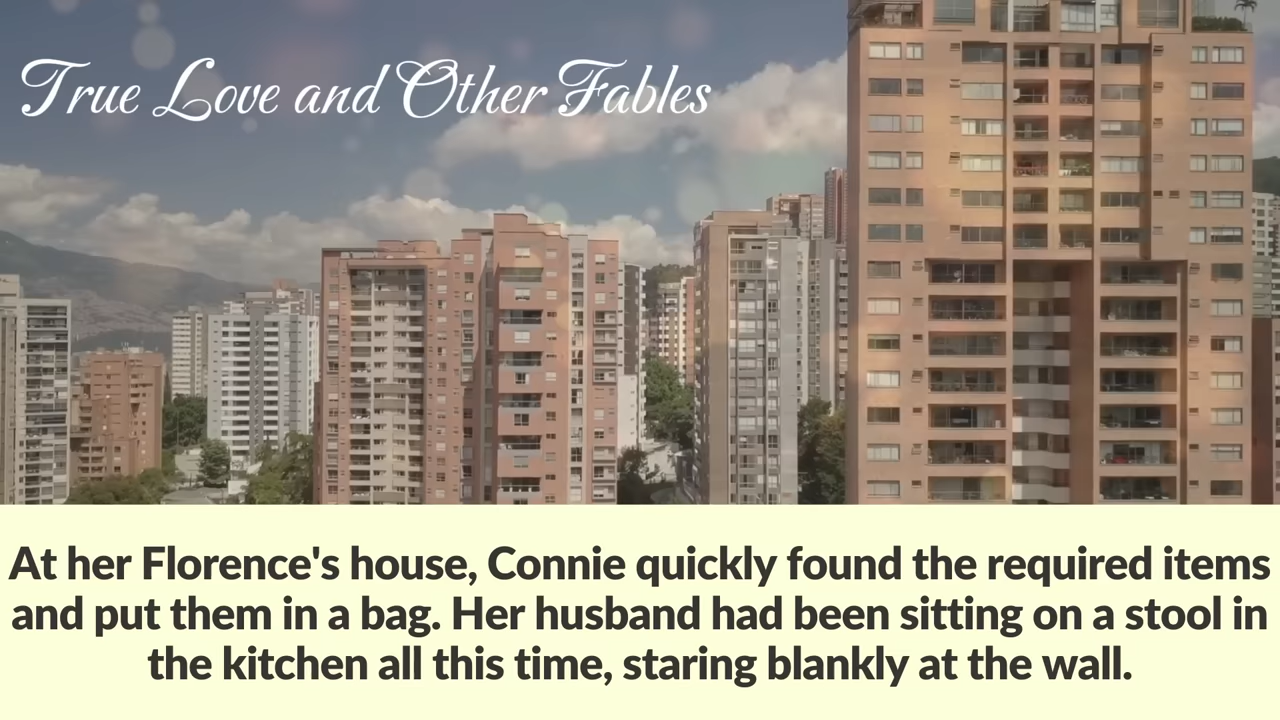 True Love and Other Fables
At her Florence's house, Connie quickly found the required items
and put them in a bag. Her husband had been sitting on a stool in
the kitchen all this time, staring blankly at the wall.